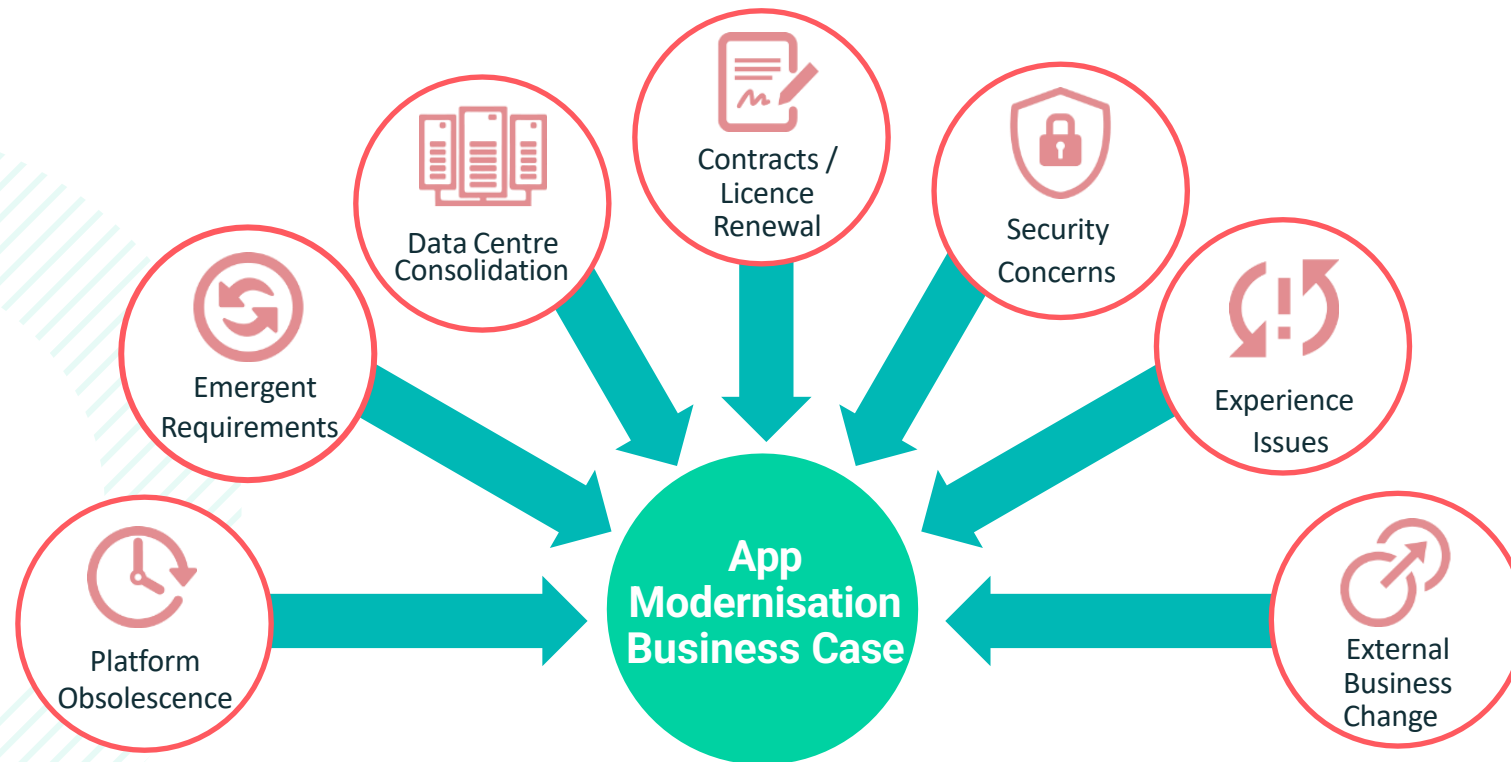 Contracts /
Licence
Renewal
Data Centre
Consolidation
Security
Concerns
Emergent
Requirements
Experience
Issues
App
Modernisation
Business Case
Platform
Obsolescence
External
Business
Change